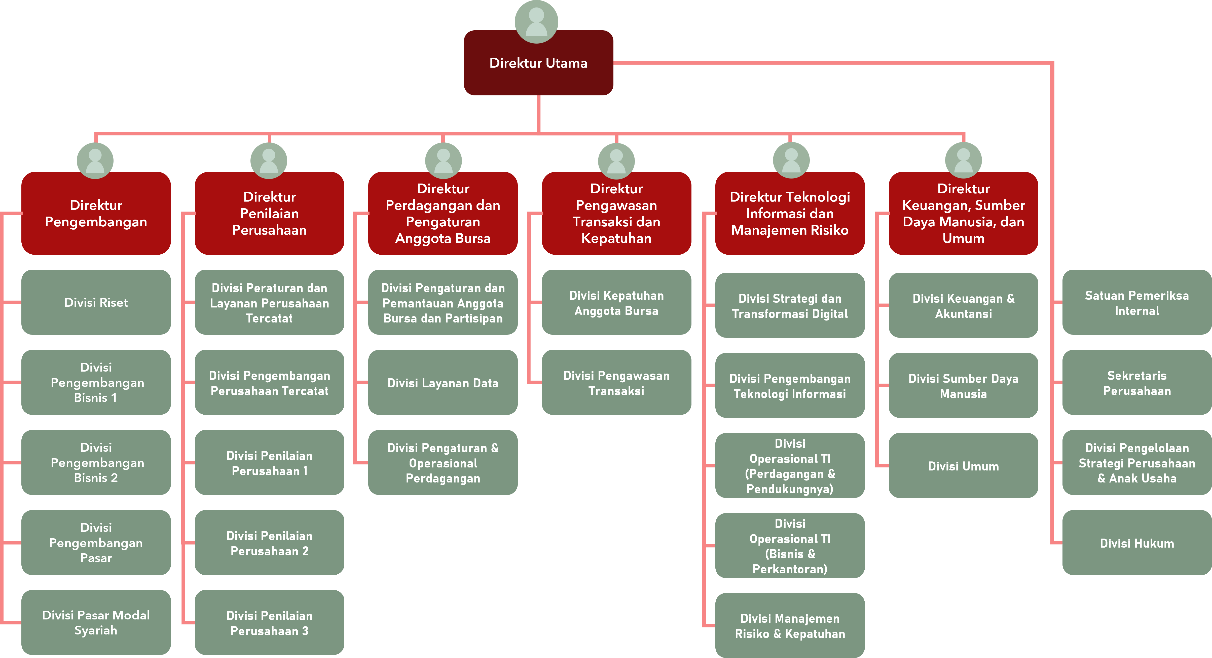 Direktur Utama
Direktur
Pengembangan
Divisi Riset
Divisi
Pengembangan
Bisnis 1
Divisi
Pengembangan
Bisnis 2
Divisi
Pengembangan
Pasar
Divisi Pasar Modal
Syariah
Direktur
Penilaian
Perusahaan
Divisi Peraturan dan
Layanan Perusahaan
Tercatat
Divisi Pengembangan
Perusahaan Tercatat
Divisi Penilaian
Perusahaan 1
Divisi Penilaian
Perusahaan 2
Divisi Penilaian
Perusahaan 3
Direktur
Perdagangan dan
Pengaturan
Anggota Bursa
Divisi Pengaturan dan
Pemantauan Anggota
Bursa dan Partisipan
Divisi Layanan Data
Divisi Pengaturan &
Operasional
Perdagangan
Direktur
Pengawasan
Transaksi dan
Kepatuhan
Divisi Kepatuhan
Anggota Bursa
Divisi Pengawasan
Transaksi
Direktur Teknologi
Informasi dan
Manajemen Risiko
Divisi Strategi dan
Transformasi Digital
Divisi Pengembangan
Teknologi Informasi
Divisi
Operasional TI
(Perdagangan &
Pendukungnya)
Divisi
Operasional TI
(Bisnis &
Perkantoran)
Divisi Manajemen
Risiko & Kepatuhan
Direktur
Keuangan, Sumber
Daya Manusia, dan
Umum
Divisi Keuangan &
Akuntansi
Divisi Sumber Daya
Manusia
Divisi Umum
Satuan Pemeriksa
Internal
Sekretaris
Perusahaan
Divisi Pengelolaan
Strategi Perusahaan
& Anak Usaha
Divisi Hukum